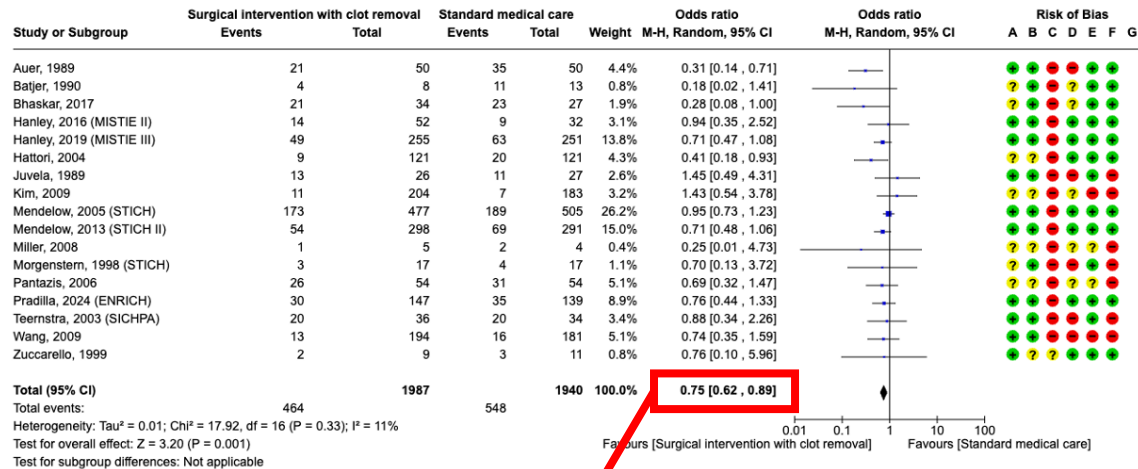 Surgical intervention with clot removal Standard medical care Odds ratio Odds ratio Risk of Bias
Study or Subgroup Events Total Events Total Weight M-H, Random, 95% CI M-H, Random, 95% CI A B C D E F G
Auer, 1989 21 50 35 50 4.4% 0.31 [0.14 , 0.71] + + - - + +
Batjer, 1990 4 8 11 13 0.8% 0.18 [0.02 , 1.41] ? + - ? + +
Bhaskar, 2017 21 34 23 27 1.9% 0.28 [0.08 , 1.00] ? + - ? + +
Hanley, 2016 (MISTIE II) 14 52 9 32 3.2% 0.94 [0.35 , 2.52] + + - + + +
Hanley, 2019 (MISTIE III) 49 255 63 251 13.8% 0.71 [0.47 , 1.08] + + - + + +
Hattori, 2004 9 121 20 121 4.3% 0.41 [0.18 , 0.93] ? ? - + + +
Juvela, 1989 13 26 11 27 2.6% 1.45 [0.49 , 4.31] + + - - + -
Kim, 2009 11 204 7 183 3.2% 1.43 [0.54 , 3.78] ? ? - ? - -
Mendelow, 2005 (STICH) 173 477 189 505 26.2% 0.95 [0.73 , 1.23] + + - + + +
Mendelow, 2013 (STICH II) 54 298 69 291 15.0% 0.71 [0.48 , 1.06] + + - + + +
Miller, 2008 1 5 2 4 0.4% 0.25 [0.01 , 4.73] ? ? - ? ? -
Morgenstern, 1998 (STICH) 3 17 4 17 1.1% 0.70 [0.13 , 3.72] ? + - - + -
Pantazis, 2006 26 54 31 54 5.1% 0.69 [0.32 , 1.47] ? + - ? ? -
Pradilla, 2024 (ENRICH) 30 147 35 139 8.9% 0.76 [0.44 , 1.33] + + - + + +
Teernstra, 2003 (SICHPA) 20 36 20 34 3.2% 0.88 [0.34 , 2.26] + + - - + -
Wang, 2009 13 194 16 181 5.1% 0.74 [0.35 , 1.59] + + - - - -
Zuccarello, 1999 2 9 3 11 0.8% 0.76 [0.10 , 5.96] + ? ? + + +
Total (95% CI) 1987 1940 100.0% 0.75 [0.62 , 0.89]
Total events: 464 548
Heterogeneity: Tau² = 0.01; Chi² = 17.92, df = 16 (P = 0.33); I² = 11%
0.01 0.1 1 10 100
Test for overall effect: Z = 3.20 (P = 0.001) Favours [Surgical intervention with clot removal] Favours [Standard medical care]
Test for subgroup differences: Not applicable